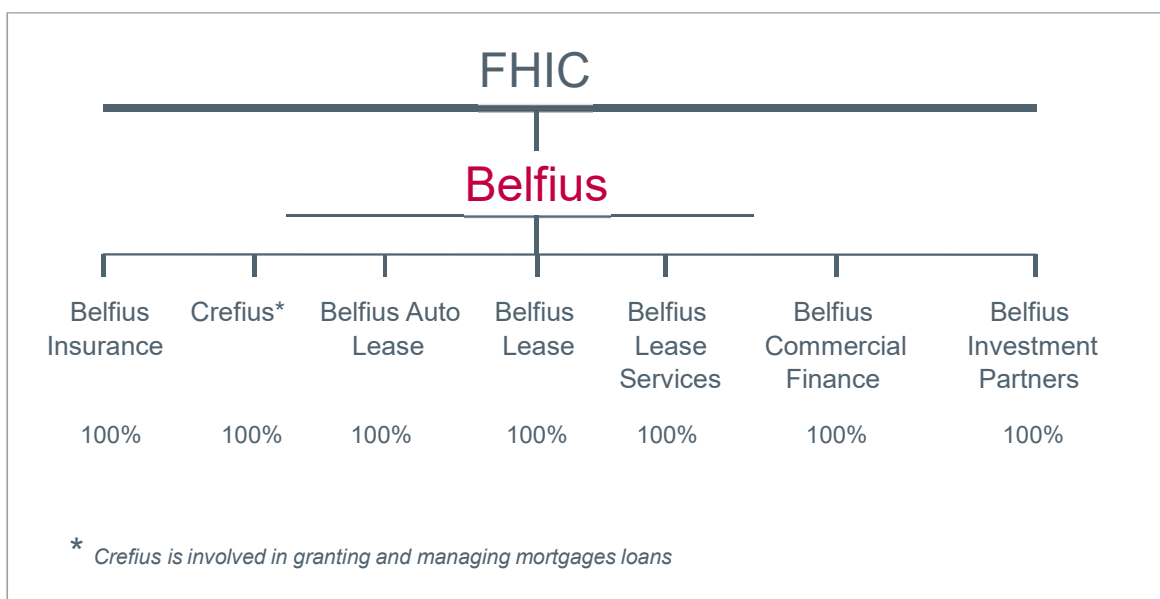 FHIC
Belfius
Belfius
Insurance
Crefius*
Belfius Auto
Lease
Belfius
Lease
Belfius
Lease
Services
Belfius
Commercial
Finance
Belfius
Investment
Partners
100%
100%
100%
100%
100%
100%
100%
* Crefius is involved in granting and managing mortgages loans